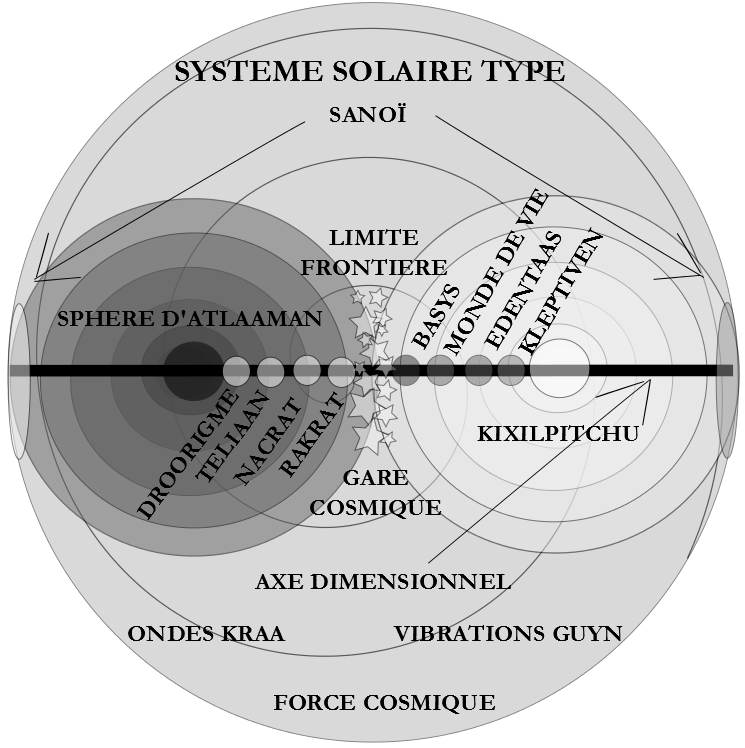 SYSTEME SOLAIRE TYPE
SANOÏ
LIMITE
FRONTIERE
BASYS
MONDE DE VIE
EDENTAAS
KLEPTIVEN
SPHERE D'ATLAAMAN
DROORIGME
TELIAAN
NACRAT
RAKRAT
KIXILPITCHU
GARE
COSMIQUE
AXE DIMENSIONNEL
ONDES KRAA
VIBRATIONS GUYN
FORCE COSMIQUE